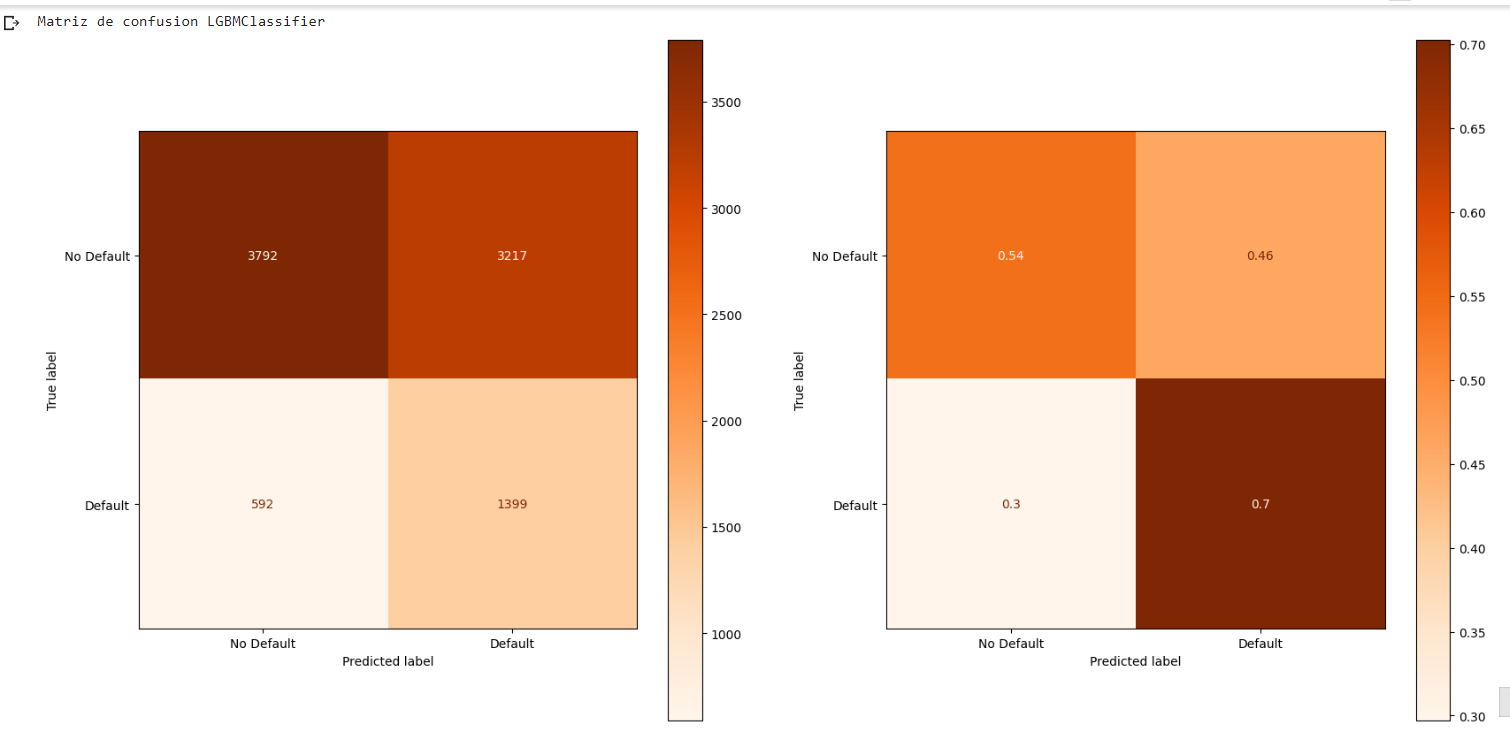 Matriz de confusion LGBMClassifier
No Default
Default
True label
3792
3217
592
1399
No Default
Default
Predicted label
3500
3000
2500
2000
1500
1000
No Default
Default
True label
0.54
0.46
0.3
0.7
No Default
Default
Predicted label
0.70
0.65
0.60
0.55
0.50
0.45
0.40
0.35
0.30